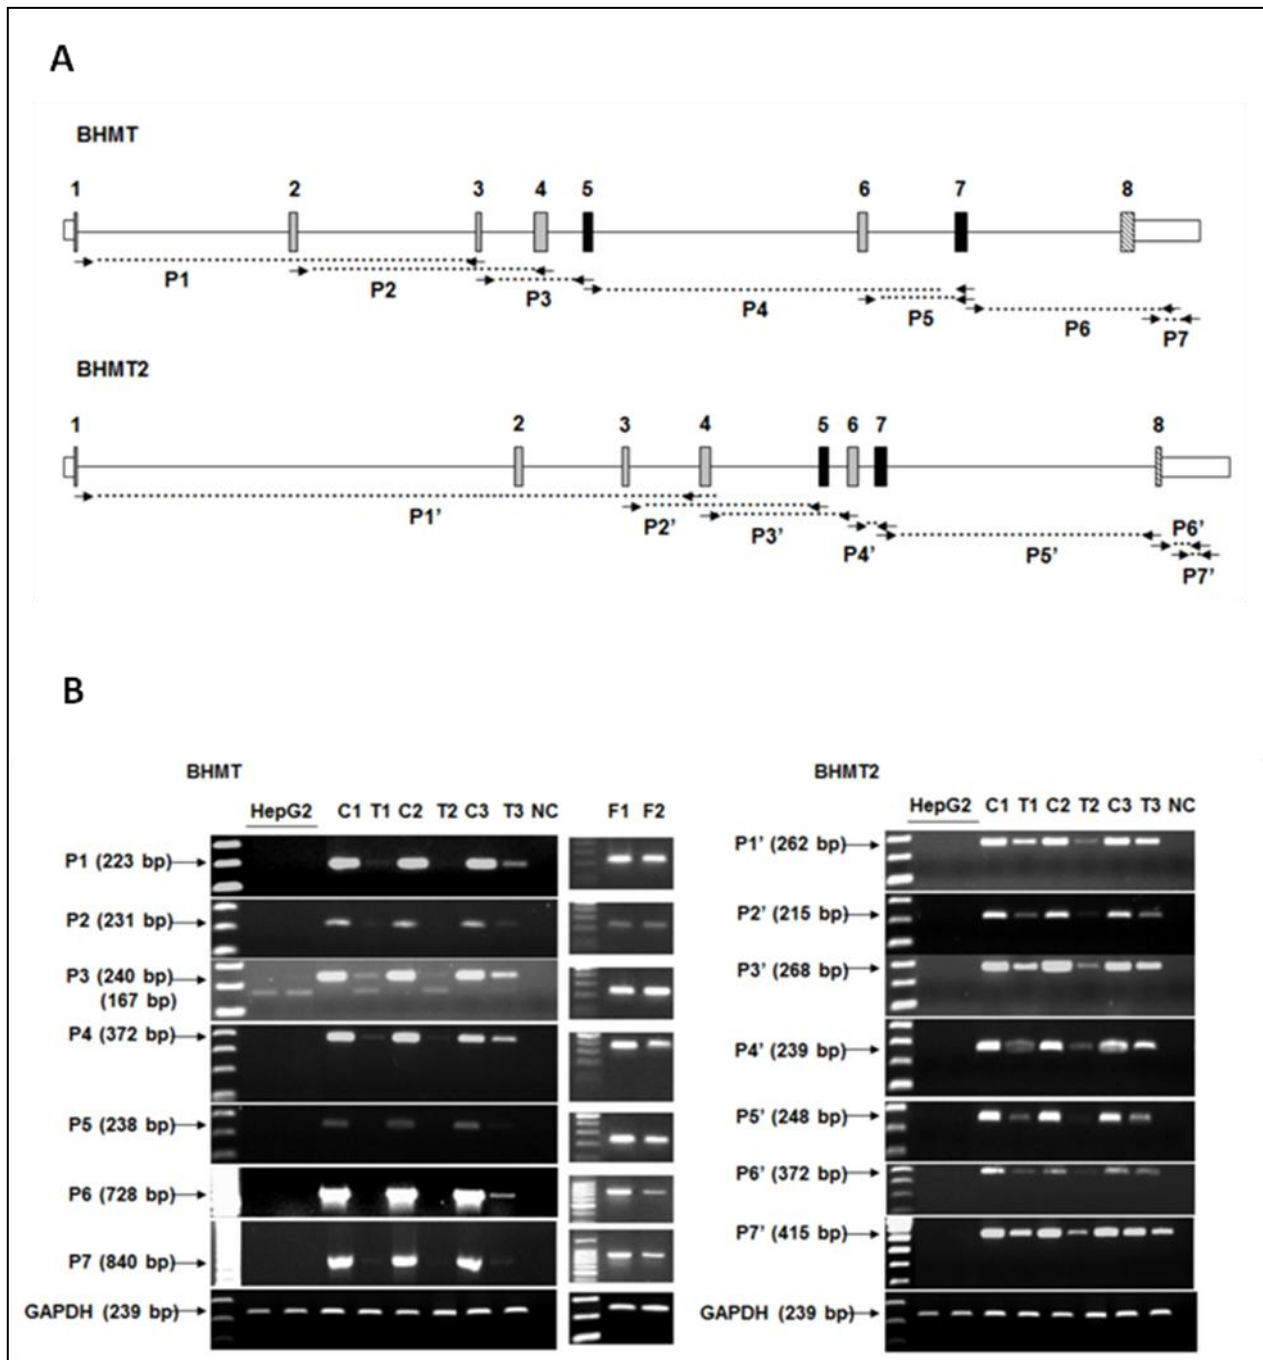 A
BHMT
1 2 3 4 5 6 7 8
P1 P2 P3 P4 P5 P6 P7
BHMT2
1 2 3 4 5 6 7 8
P1' P2' P3' P4' P5' P6' P7'
B
BHMT
HepG2 C1 T1 C2 T2 C3 T3 NC F1 F2
P1 (223 bp)
P2 (231 bp)
P3 (240 bp)
(167 bp)
P4 (372 bp)
P5 (238 bp)
P6 (728 bp)
P7 (840 bp)
GAPDH (239 bp)
BHMT2
HepG2 C1 T1 C2 T2 C3 T3 NC
P1' (262 bp)
P2' (215 bp)
P3' (268 bp)
P4' (239 bp)
P5' (248 bp)
P6' (372 bp)
P7' (415 bp)
GAPDH (239 bp)